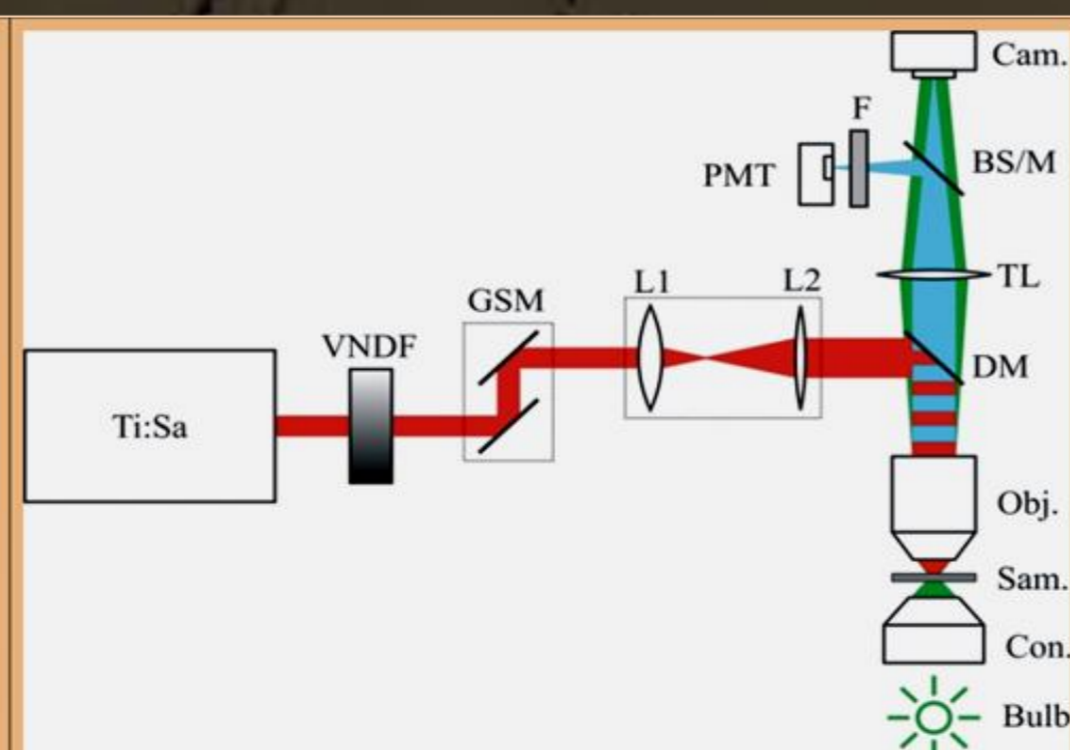 Cam.
F
PMT
BS/M
L1
L2
TL
GSM
VNDF
DM
Ti:Sa
Obj.
Sam.
Con.
Bulb